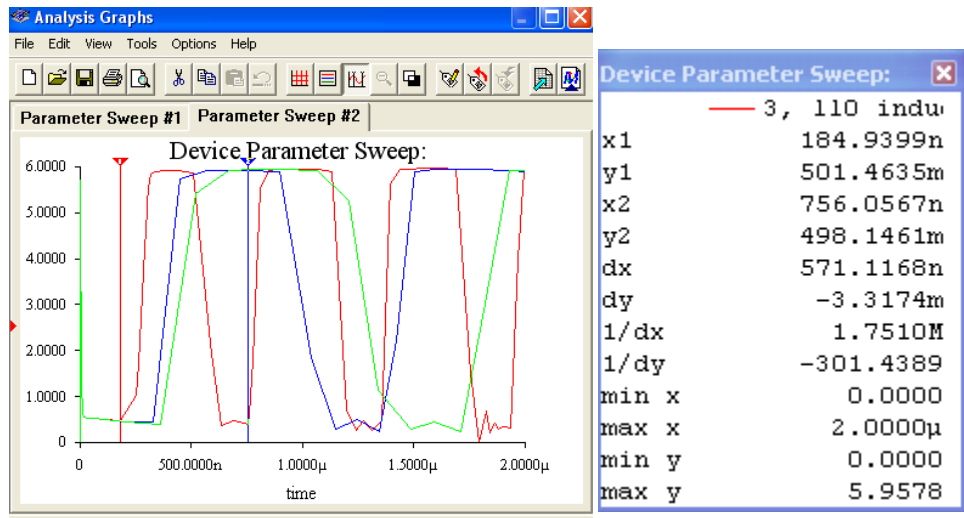 Analysis Graphs
File Edit View Tools Options Help
Parameter Sweep #1 Parameter Sweep #2
Device Parameter Sweep:
6.0000
5.0000
4.0000
3.0000
2.0000
1.0000
0
0 500.0000n 1.0000µ 1.5000µ 2.0000µ
time
Device Parameter Sweep:
3, 110 indu
x1 184.9399n
y1 501.4635m
x2 756.0567n
y2 498.1461m
dx 571.1168n
dy -3.3174m
1/dx 1.7510M
1/dy -301.4389
min x 0.0000
max x 2.0000µ
min y 0.0000
max y 5.9578